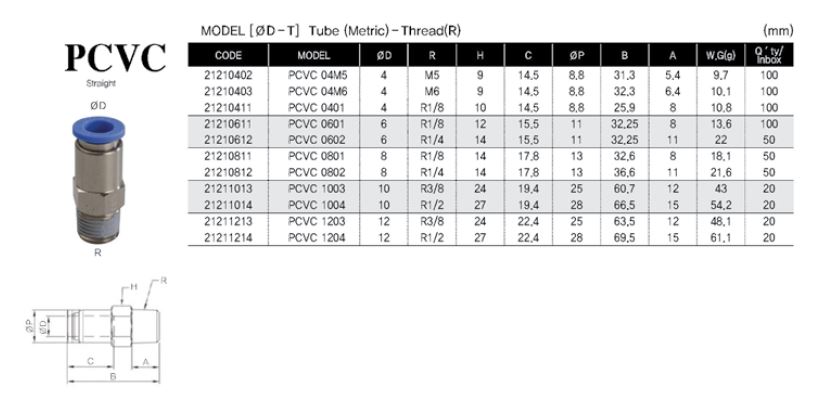 MODEL [ØD-T] Tube (Metric)-Thread(R) (mm)
PCVC
Straight
ØD
R
CODE MODEL ØD R H C ØP B A W.G(g) Q'ty/Inbox
21210402 PCVC 04M5 4 M5 9 14,5 8,8 31,3 5,4 9,7 100
21210403 PCVC 04M6 4 M6 9 14,5 8,8 32,3 6,4 10,1 100
21210411 PCVC 0401 4 R1/8 10 14,5 8,8 25,9 8 10,8 100
21210611 PCVC 0601 6 R1/8 12 15,5 11 32,25 8 13,6 100
21210612 PCVC 0602 6 R1/4 14 15,5 11 32,25 11 22 50
21210811 PCVC 0801 8 R1/8 14 17,8 13 32,6 8 18,1 50
21210812 PCVC 0802 8 R1/4 14 17,8 13 36,6 11 21,6 50
21211013 PCVC 1003 10 R3/8 24 19,4 25 60,7 12 43 20
21211014 PCVC 1004 10 R1/2 27 19,4 28 66,5 15 54,2 20
21211213 PCVC 1203 12 R3/8 24 22,4 25 63,5 12 48,1 20
21211214 PCVC 1204 12 R1/2 27 22,4 28 69,5 15 61,1 20
R
H
ØP
ØD
C
A
B